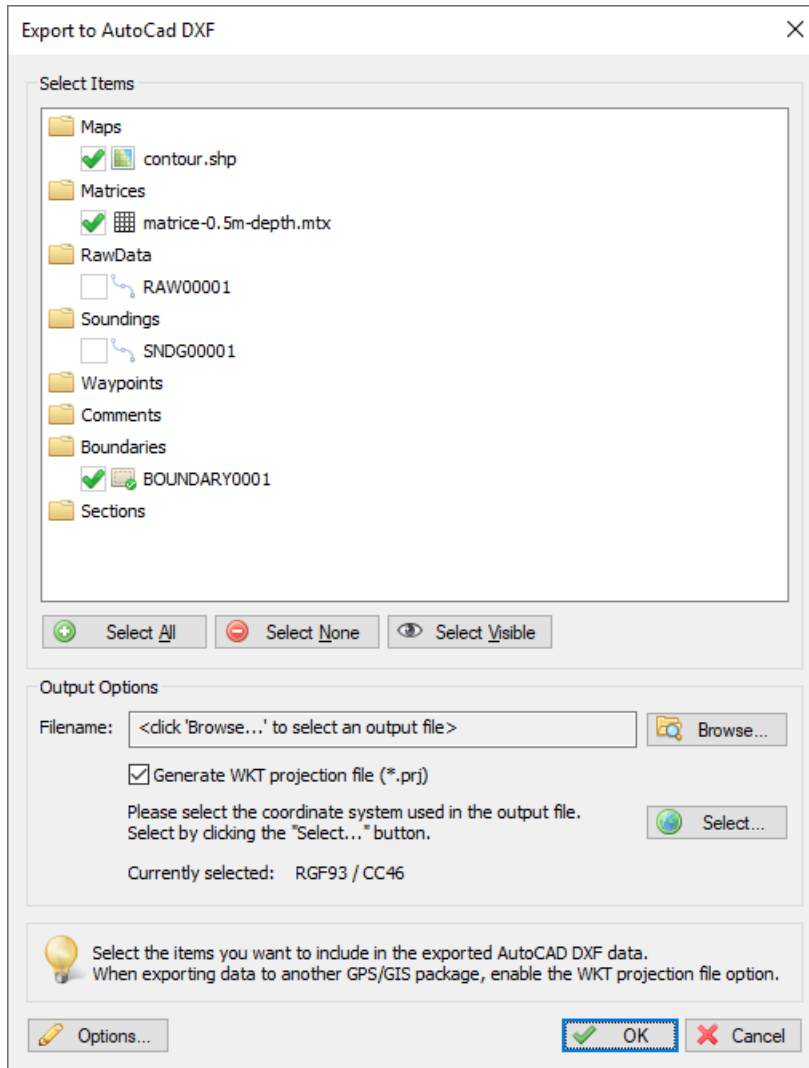 Export to AutoCad DXF
Select Items
Maps
contour.shp
Matrices
matrice-0.5m-depth.mtx
RawData
RAW00001
Soundings
SNDG00001
Waypoints
Comments
Boundaries
BOUNDARY0001
Sections
Select All Select None Select Visible
Output Options
Filename: <click 'Browse...' to select an output file> Browse...
Generate WKT projection file (*.prj)
Please select the coordinate system used in the output file.
Select by clicking the "Select..." button.
Select...
Currently selected: RGF93 / CC46
Select the items you want to include in the exported AutoCAD DXF data.
When exporting data to another GPS/GIS package, enable the WKT projection file option.
Options... OK Cancel